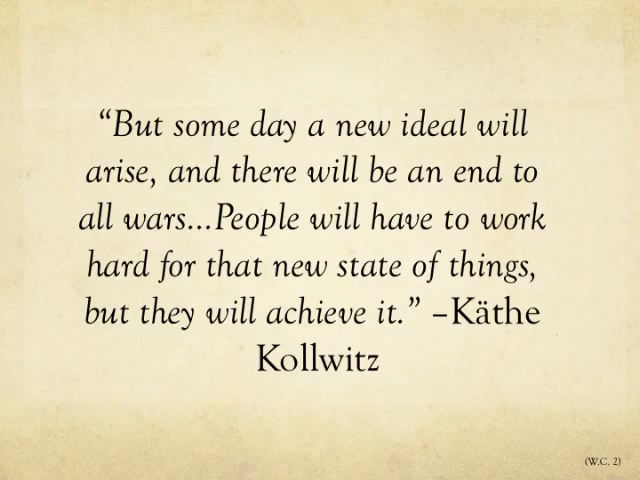 “But some day a new ideal will
arise, and there will be an end to
all wars...People will have to work
hard for that new state of things,
but they will achieve it.” –Käthe
Kollwitz
(W.C. 2)